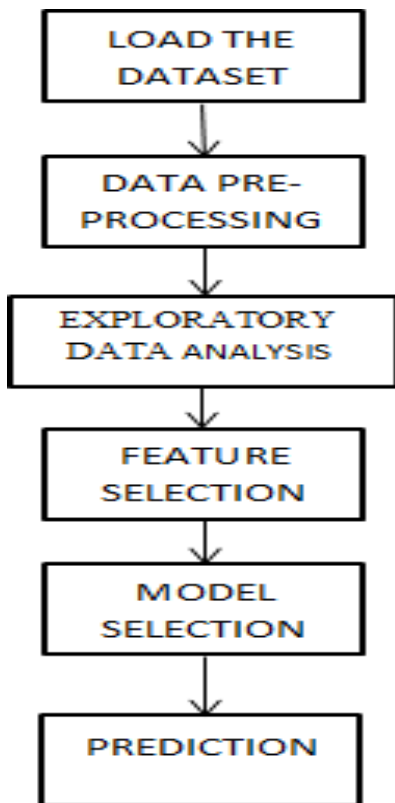 LOAD THE
DATASET
DATA PRE-
PROCESSING
EXPLORATORY
DATA ANALYSIS
FEATURE
SELECTION
MODEL
SELECTION
PREDICTION